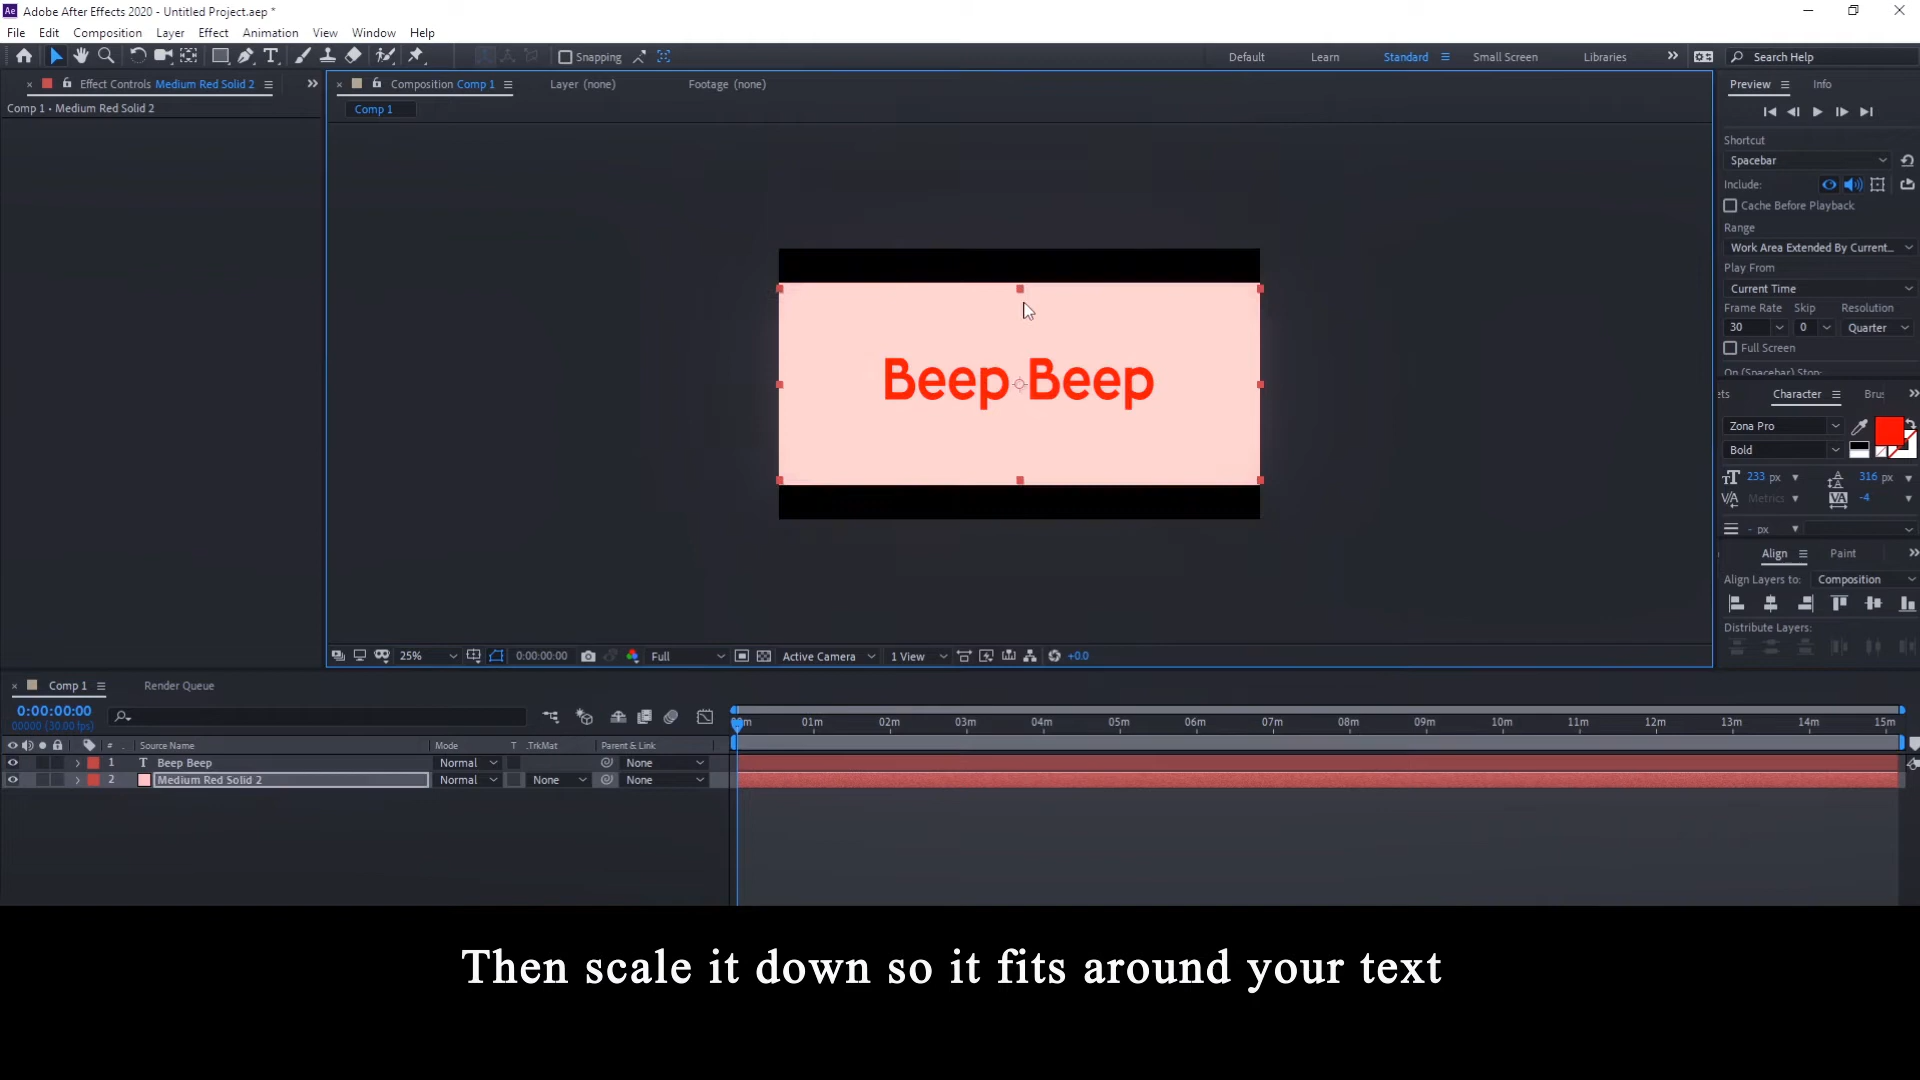 Ae Adobe After Effects 2020 - Untitled Project.aep *
File Edit Composition Layer Effect Animation View Window Help
Snapping Default Learn Standard Small Screen Libraries Search Help
Effect Controls Medium Red Solid 2 Composition Comp 1 Layer (none) Footage (none) Preview Info
Comp 1 • Medium Red Solid 2
Comp 1
Shortcut
Spacebar
Include:
Cache Before Playback
Range
Work Area Extended By Current...
Play From
Current Time
Frame Rate Skip Resolution
30 0 Quarter
Full Screen
On (Spacebar) Stop:
Beep Beep
ets Character Bru
Zona Pro
Bold
233 px 316 px
Metrics -4
- px
Align Paint
Align Layers to: Composition
Distribute Layers:
25% 0:00:00:00 Full Active Camera 1 View +0.0
Comp 1 Render Queue
0:00:00:00
00000 (30.00 fps)
01m 02m 03m 04m 05m 06m 07m 08m 09m 10m 11m 12m 13m 14m 15m
# Source Name Mode T .TrkMat Parent & Link
1 T Beep Beep Normal None
2 Medium Red Solid 2 Normal None None
Then scale it down so it fits around your text